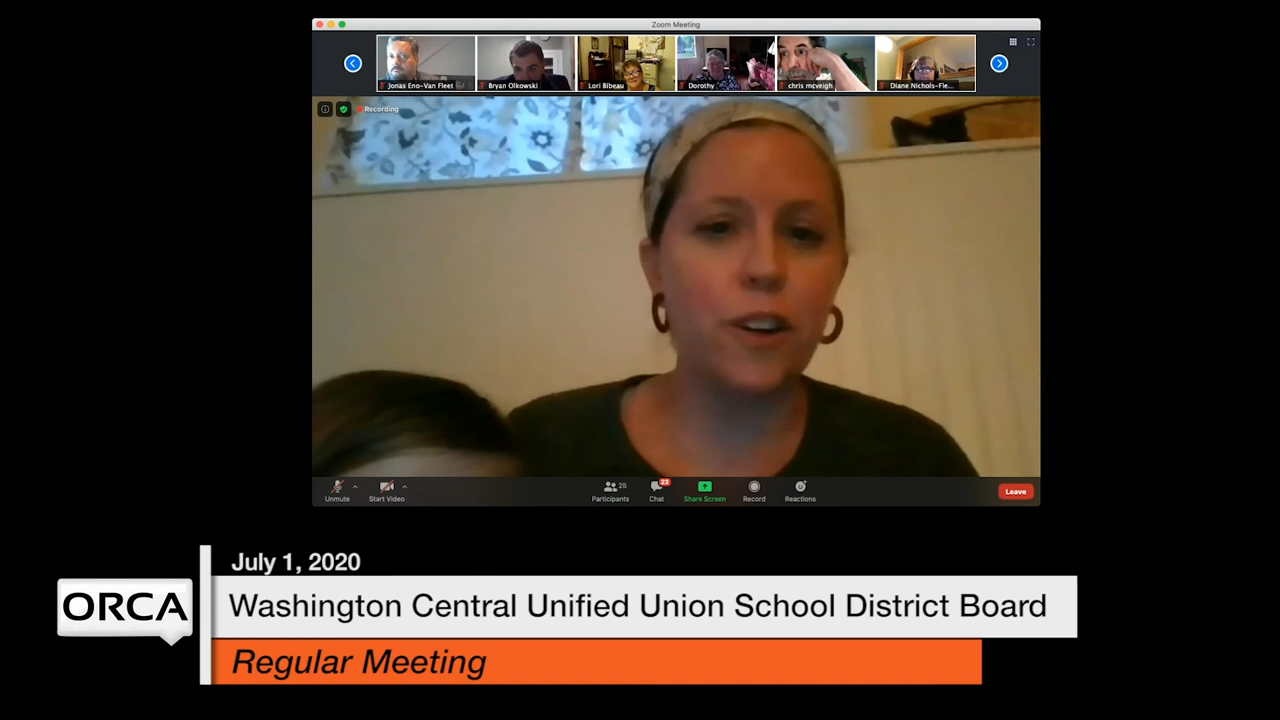 Zoom Meeting
Jonas Eno-Van Fleet
Bryan Olkowski
Lori Bibeau
Dorothy
chris mcveigh
Diane Nichols-Fle...
Recording
Unmute
Start Video
25
Participants
22
Chat
Share Screen
Record
Reactions
Leave
July 1, 2020
ORCA
Washington Central Unified Union School District Board
Regular Meeting